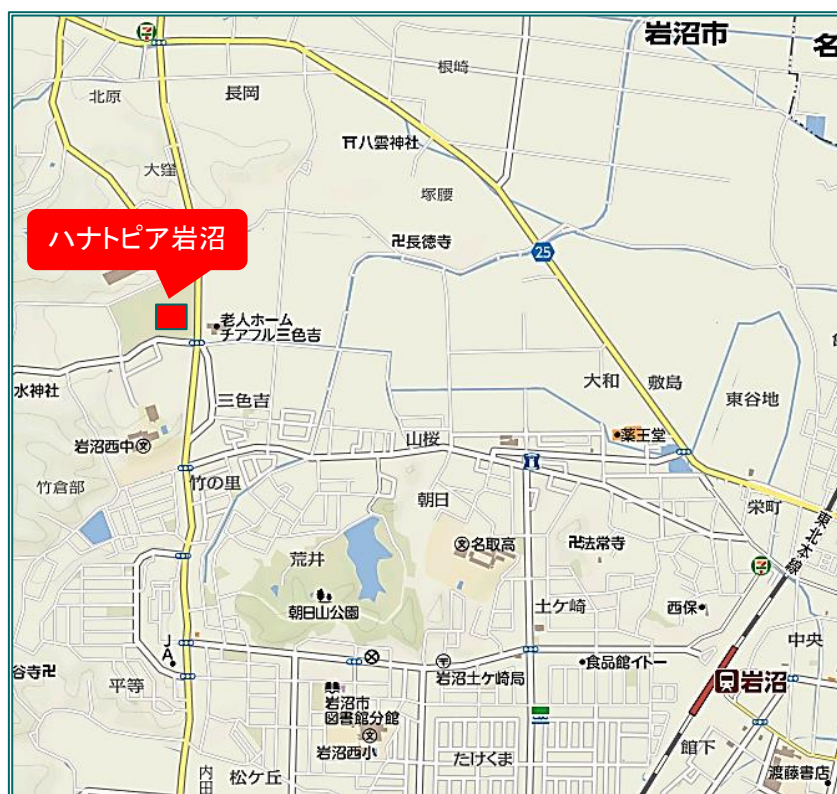 岩沼市
名
根崎
北原
長岡
八雲神社
大窪
塚腰
ハナトピア岩沼
長徳寺
25
老人ホーム
チアフル三色吉
水神社
三色吉
大和
敷島
東谷地
岩沼西中
文
山桜
薬王堂
竹倉部
竹の里
朝日
栄町
東北本線
荒井
文
名取高
法常寺
朝日山公園
土ケ崎
西保
JA
中央
谷寺
平等
岩沼土ケ崎局
食品館イトー
岩沼
岩沼市
図書館分館
文
岩沼西小
たけくま
館下
内田
松ケ丘
渡藤書店